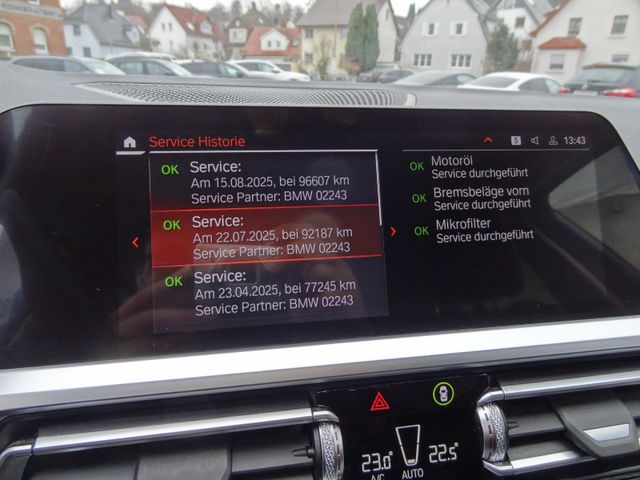 Service Historie
5
13:43
OK Service:
Am 15.08.2025, bei 96607 km
Service Partner: BMW 02243
OK Service:
Am 22.07.2025, bei 92187 km
Service Partner: BMW 02243
OK Service:
Am 23.04.2025, bei 77245 km
Service Partner: BMW 02243
OK Motoröl
Service durchgeführt
OK Bremsbeläge vorn
Service durchgeführt
OK Mikrofilter
Service durchgeführt
23.0° 22.5°
A/C AUTO